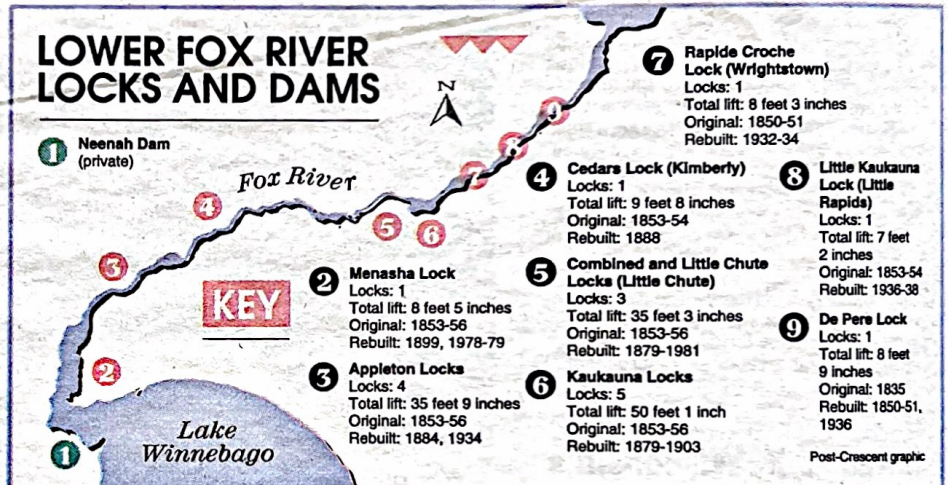 LOWER FOX RIVER
LOCKS AND DAMS
1
Neenah Dam
(private)
N
Fox River
9
8
7
4
5
6
3
2
1
KEY
Lake
Winnebago
2
Menasha Lock
Locks: 1
Total lift: 8 feet 5 inches
Original: 1853-56
Rebuilt: 1899, 1978-79
3
Appleton Locks
Locks: 4
Total lift: 35 feet 9 inches
Original: 1853-56
Rebuilt: 1884, 1934
4
Cedars Lock (Kimberly)
Locks: 1
Total lift: 9 feet 8 inches
Original: 1853-54
Rebuilt: 1888
5
Combined and Little Chute
Locks (Little Chute)
Locks: 3
Total lift: 35 feet 3 inches
Original: 1853-56
Rebuilt: 1879-1981
6
Kaukauna Locks
Locks: 5
Total lift: 50 feet 1 inch
Original: 1853-56
Rebuilt: 1879-1903
7
Rapide Croche
Lock (Wrightstown)
Locks: 1
Total lift: 8 feet 3 inches
Original: 1850-51
Rebuilt: 1932-34
8
Little Kaukauna
Lock (Little
Rapids)
Locks: 1
Total lift: 7 feet
2 inches
Original: 1853-54
Rebuilt: 1936-38
9
De Pere Lock
Locks: 1
Total lift: 8 feet
9 inches
Original: 1835
Rebuilt: 1850-51,
1936
Post-Crescent graphic